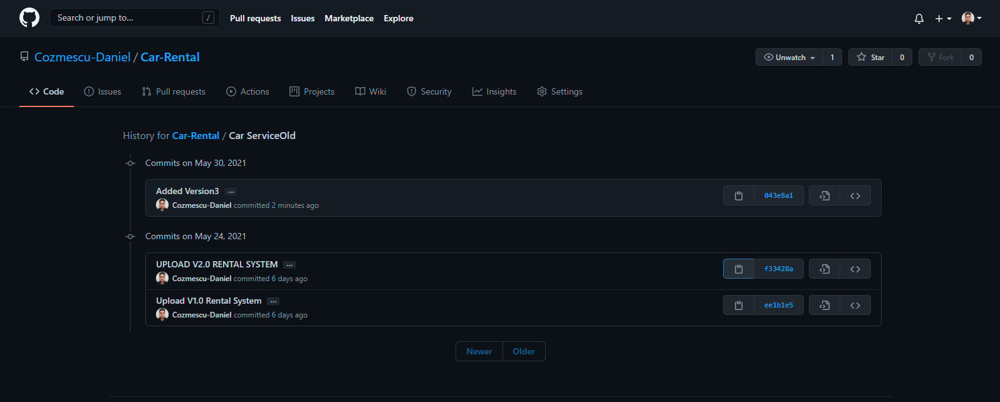 Search or jump to... /
Pull requests Issues Marketplace Explore
Cozmescu-Daniel / Car-Rental
Unwatch 1 Star 0 Fork 0
Code Issues Pull requests Actions Projects Wiki Security Insights Settings
History for Car-Rental / Car ServiceOld
Commits on May 30, 2021
Added Version3 ...
043e8a1
Cozmescu-Daniel committed 2 minutes ago
Commits on May 24, 2021
UPLOAD V2.0 RENTAL SYSTEM ...
f33428a
Cozmescu-Daniel committed 6 days ago
Upload V1.0 Rental System ...
ee1b1e5
Cozmescu-Daniel committed 6 days ago
Newer Older